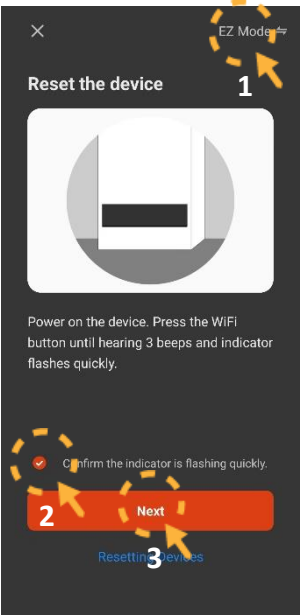 EZ Mode
1
Reset the device
Power on the device. Press the WiFi
button until hearing 3 beeps and indicator
flashes quickly.
Confirm the indicator is flashing quickly.
2
Next
3
Resetting Devices